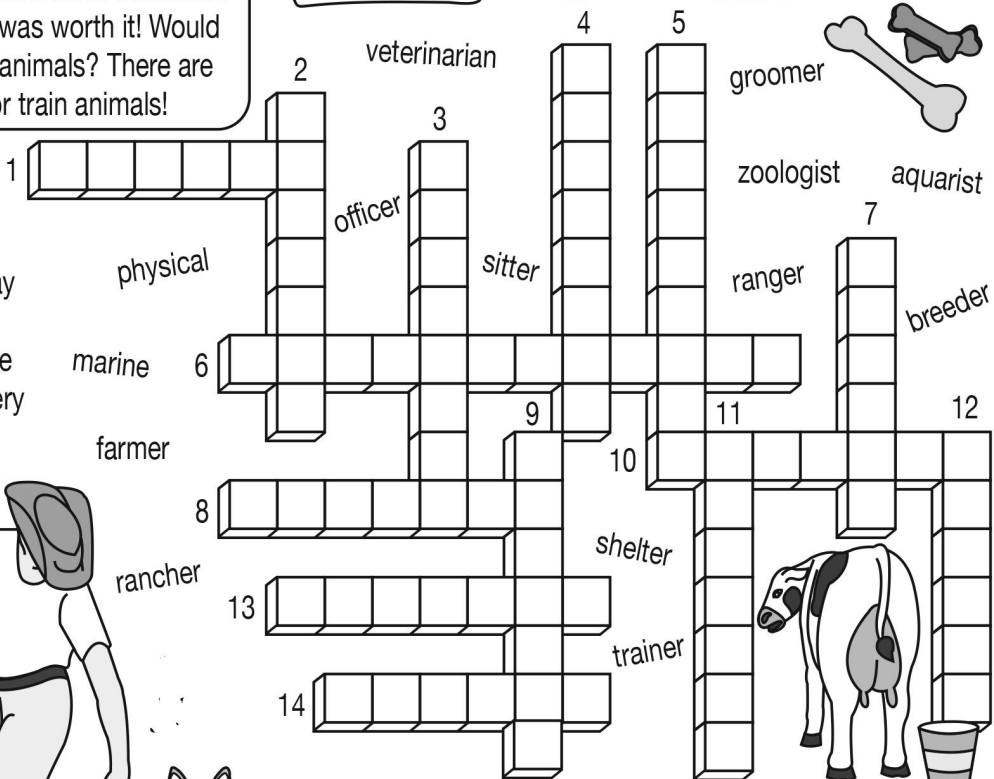 was worth it! Would
animals? There are
or train animals!
veterinarian
4
5
groomer
2
3
1
zoologist
aquarist
officer
7
physical
sitter
ranger
breeder
marine
6
farmer
9
11
12
10
8
shelter
rancher
13
trainer
14